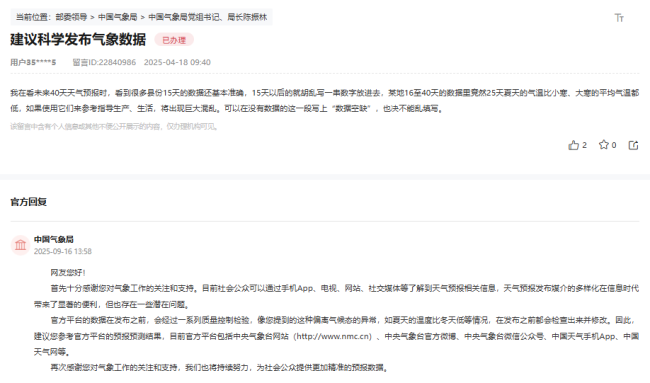 当前位置：部委领导 > 中国气象局 > 中国气象局党组书记、局长陈振林
建议科学发布气象数据 已办理
用户35****5 留言ID:22840986 2025-04-18 09:40
我在看未来40天天气预报时，看到很多县份15天的数据还基本准确，15天以后的就胡乱写一串数字放进去，某地16至40天的数据里竟然25天夏天的气温比小寒、大寒的平均气温都
低，如果使用它们来参考指导生产、生活，将出现巨大混乱。可以在没有数据的这一段写上“数据空缺”，也决不能乱填写。
该留言中含有个人信息或其他不便公开展示的内容，仅办理机构可见。
2 0
官方回复
中国气象局
2025-09-16 13:58
网友您好！
首先十分感谢您对气象工作的关注和支持。目前社会公众可以通过手机App、电视、网站、社交媒体等了解到天气预报相关信息，天气预报发布媒介的多样化在信息时代
带来了显著的便利，但也存在一些潜在问题。
官方平台的数据在发布之前，会经过一系列质量控制检验，像您提到的这种偏离气候态的异常，如夏天的温度比冬天低等情况，在发布之前都会检查出来并修改。因此，
建议您参考官方平台的预报预测结果，目前官方平台包括中央气象台网站（http://www.nmc.cn）、中央气象台官方微博，中央气象台微信公众号、中国天气手机App、中国
天气网等。
再次感谢您对气象工作的关注和支持，我们也将持续努力，为社会公众提供更加精准的预报数据。